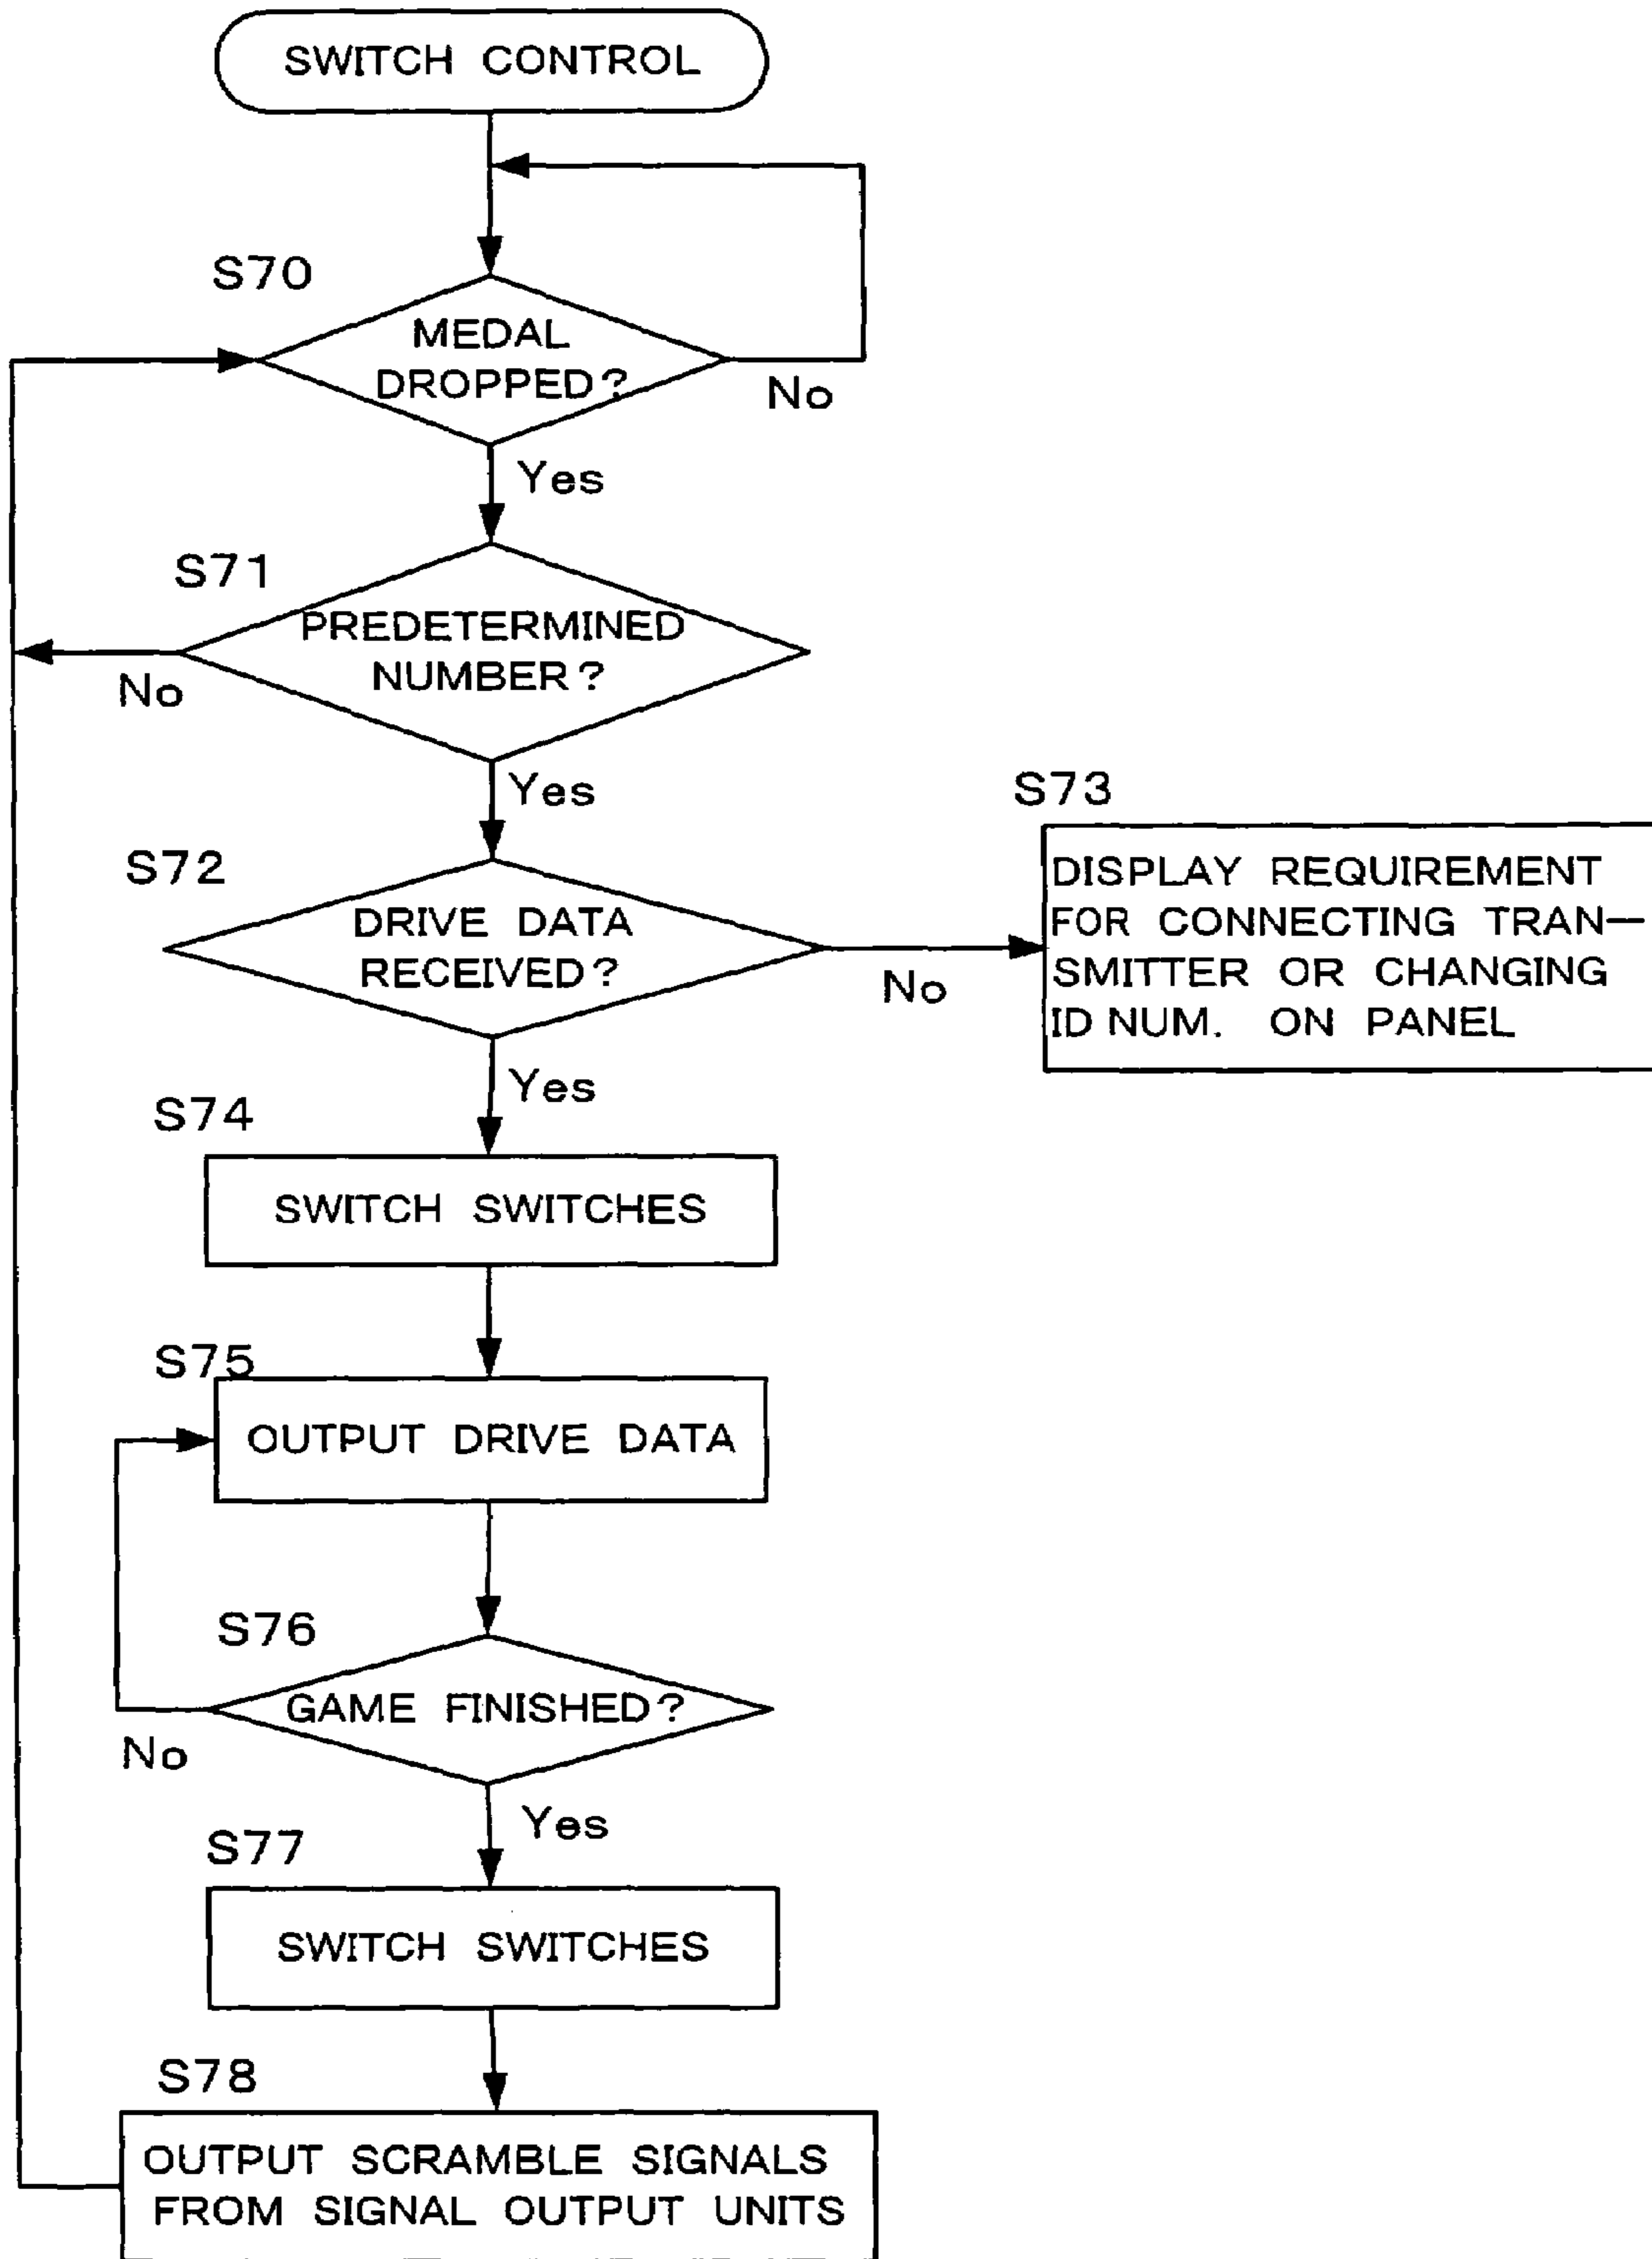 SWITCH CONTROL
S70
MEDAL
DROPPED?
No
Yes
S71
PREDETERMINED
NUMBER?
No
Yes
S72
DRIVE DATA
RECEIVED?
No
S73
DISPLAY REQUIREMENT
FOR CONNECTING TRAN-
SMITTER OR CHANGING
ID NUM. ON PANEL
Yes
S74
SWITCH SWITCHES
S75
OUTPUT DRIVE DATA
S76
GAME FINISHED?
No
Yes
S77
SWITCH SWITCHES
S78
OUTPUT SCRAMBLE SIGNALS
FROM SIGNAL OUTPUT UNITS